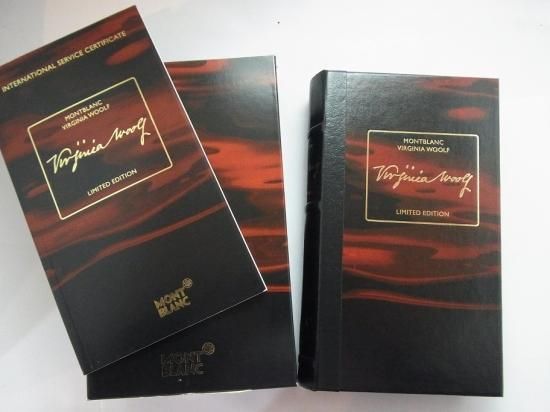 INTERNATIONAL SERVICE CERTIFICATE
MONTBLANC
VIRGINIA WOOLF
Virginia Woolf
LIMITED EDITION
MONT
BLANC
MONT
BLANC
MONTBLANC
VIRGINIA WOOLF
Virginia Woolf
LIMITED EDITION